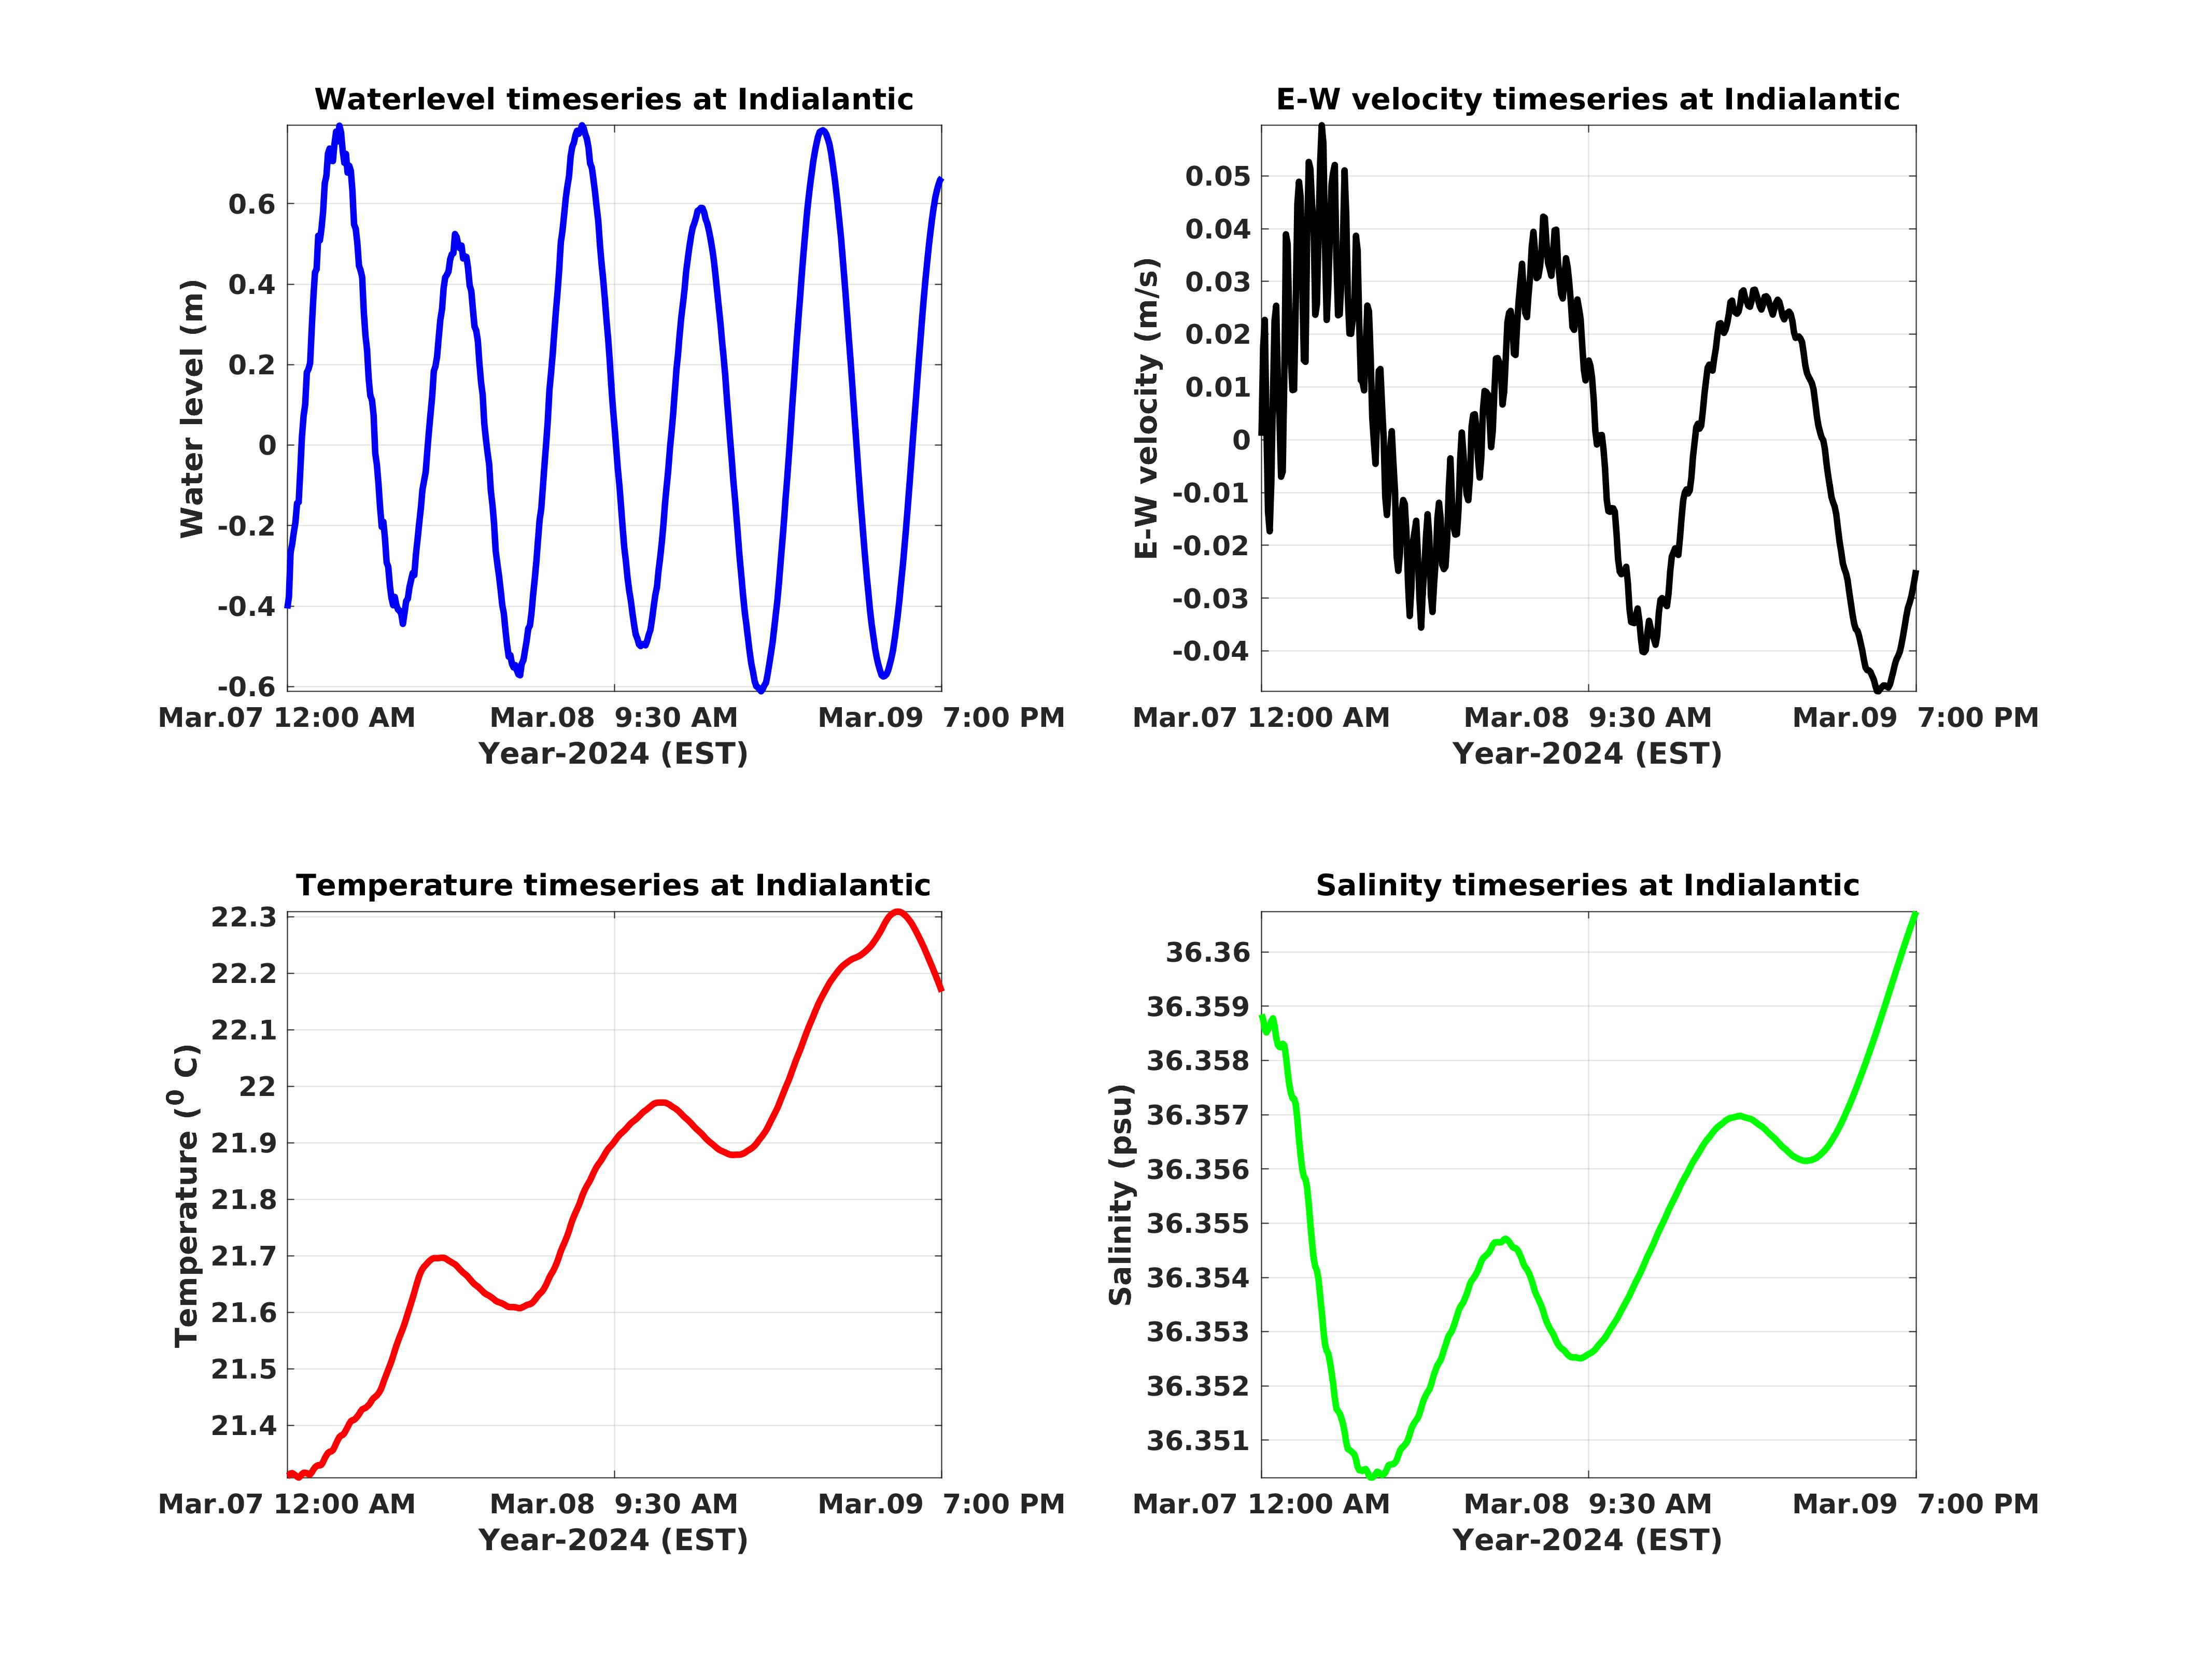 Waterlevel timeseries at Indialantic
Water level (m)
0.6
0.4
0.2
0
-0.2
-0.4
-0.6
Mar.07 12:00 AM Mar.08 9:30 AM Mar.09 7:00 PM
Year-2024 (EST)
E-W velocity timeseries at Indialantic
E-W velocity (m/s)
0.05
0.04
0.03
0.02
0.01
0
-0.01
-0.02
-0.03
-0.04
Mar.07 12:00 AM Mar.08 9:30 AM Mar.09 7:00 PM
Year-2024 (EST)
Temperature timeseries at Indialantic
Temperature (⁰ C)
22.3
22.2
22.1
22
21.9
21.8
21.7
21.6
21.5
21.4
Mar.07 12:00 AM Mar.08 9:30 AM Mar.09 7:00 PM
Year-2024 (EST)
Salinity timeseries at Indialantic
Salinity (psu)
36.36
36.359
36.358
36.357
36.356
36.355
36.354
36.353
36.352
36.351
Mar.07 12:00 AM Mar.08 9:30 AM Mar.09 7:00 PM
Year-2024 (EST)